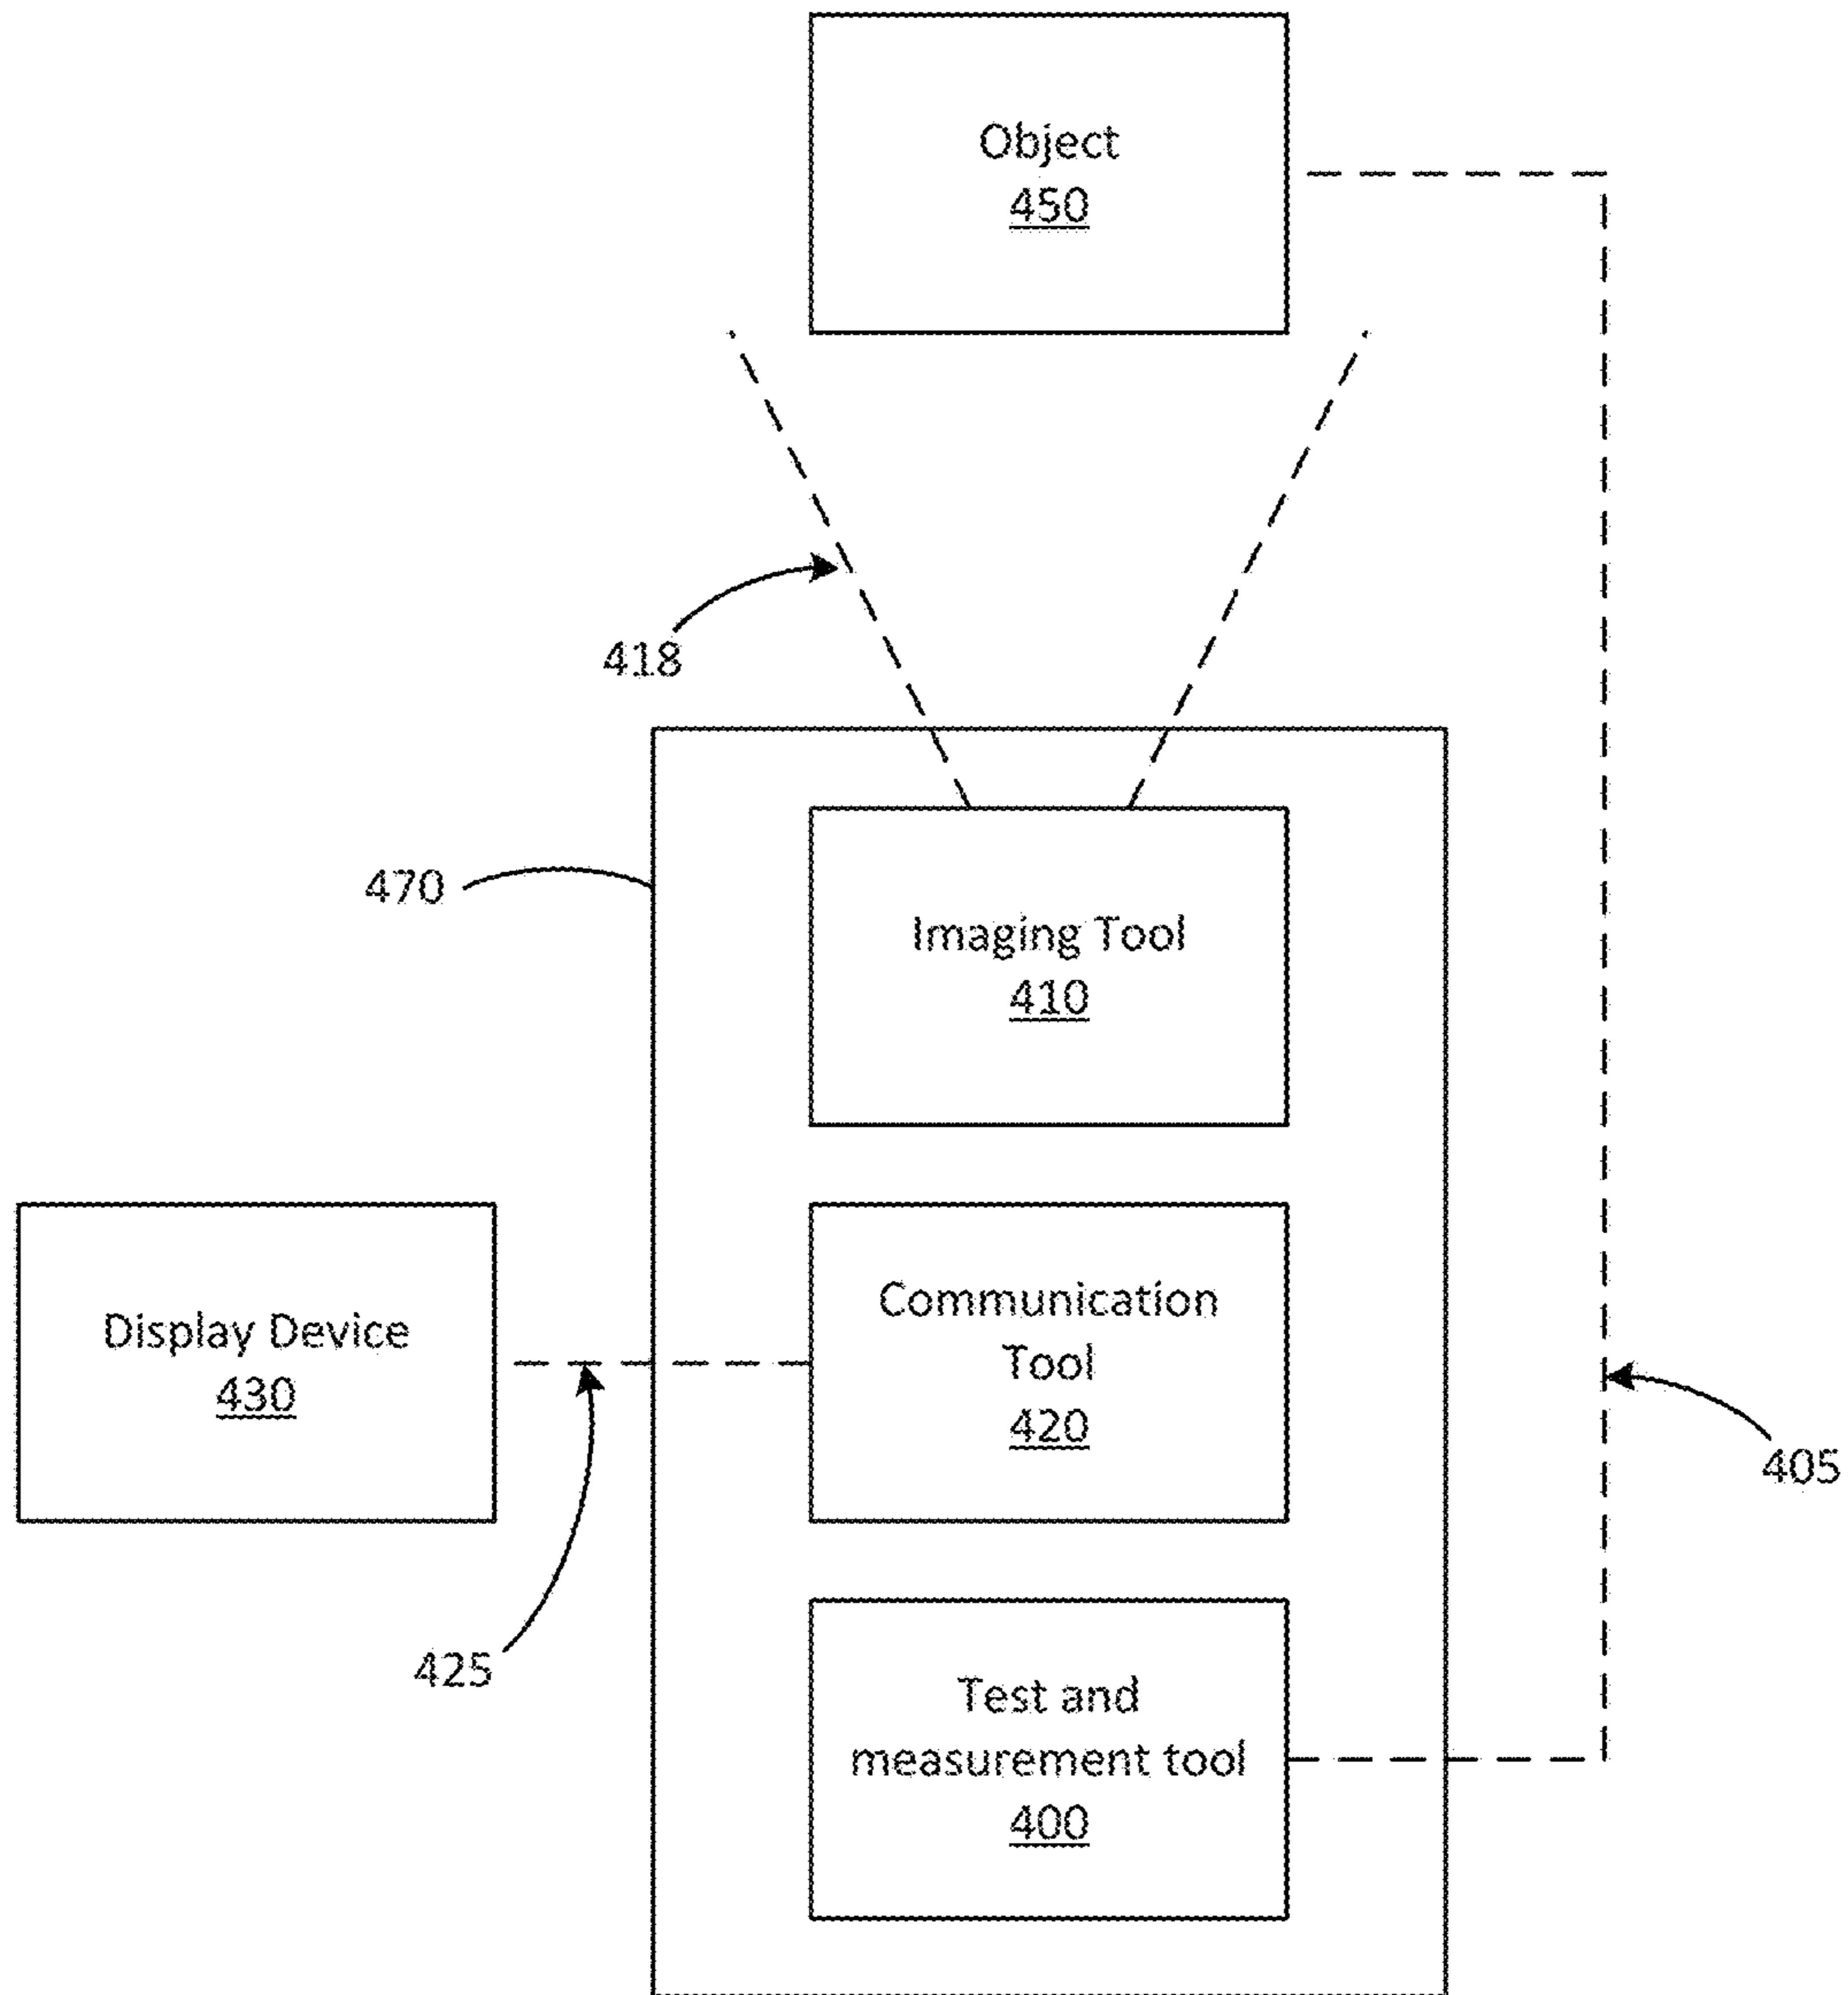 Object
450
418
470
Imaging Tool
410
Display Device
430
Communication
Tool
420
405
425
Test and
measurement tool
400